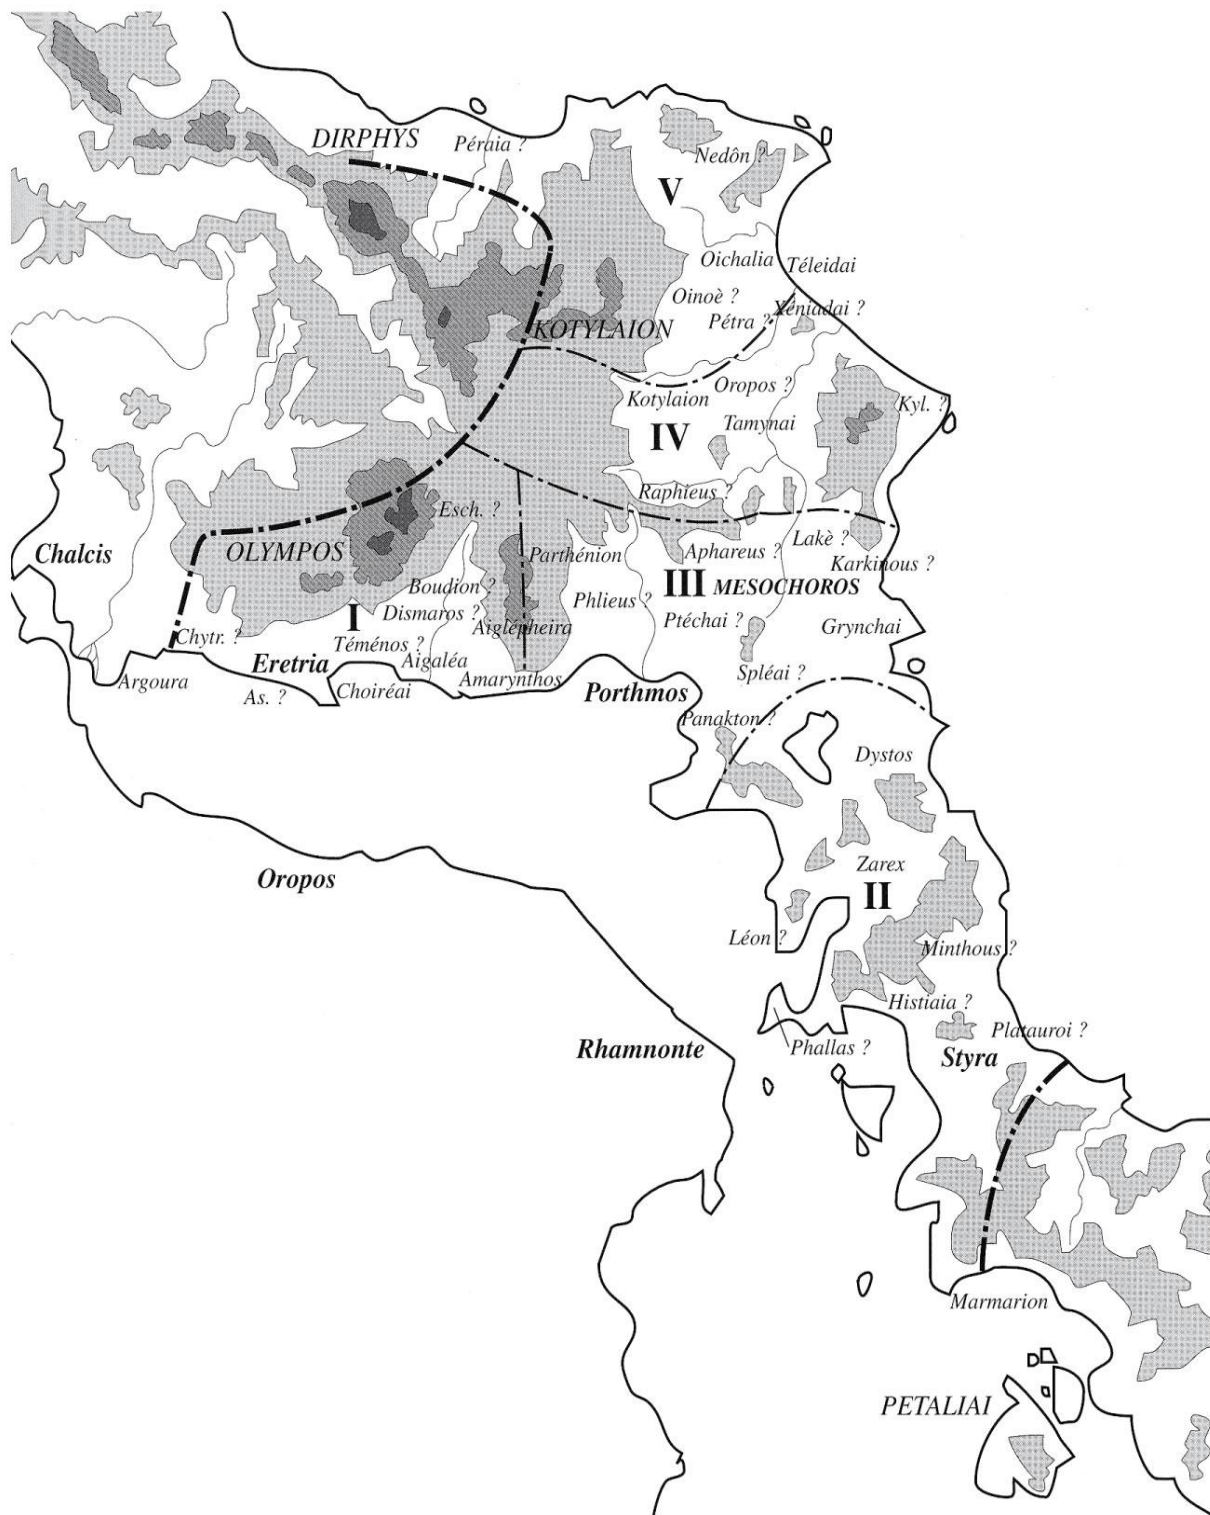 DIRPHYS
Péraia ?
Nedôn ?
V
Oichalia
Téleidai
Oinoè ?
Xéniadai ?
Pétra ?
KOTYLAION
Oropos ?
Kotylaion
Kyl. ?
Tamynai
IV
Raphieus ?
Esch. ?
Lakè ?
Chalcis
OLYMPOS
Parthénion
Aphareus ?
Karkinous ?
Boudion ?
III MESOCHOROS
Phlieus ?
I
Dismaros ?
Ptéchai ?
Aiglépheira
Grynchai
Chytr. ?
Téménos ?
Eretria
Aigaléa
Spléai ?
Argoura
As. ?
Choiréai
Amarynthos
Porthmos
Panakton ?
Dystos
Oropos
Zarex
II
Léon ?
Minthous ?
Histiaia ?
Platauroi ?
Rhamnonte
Phallas ?
Styra
Marmarion
PETALIAI